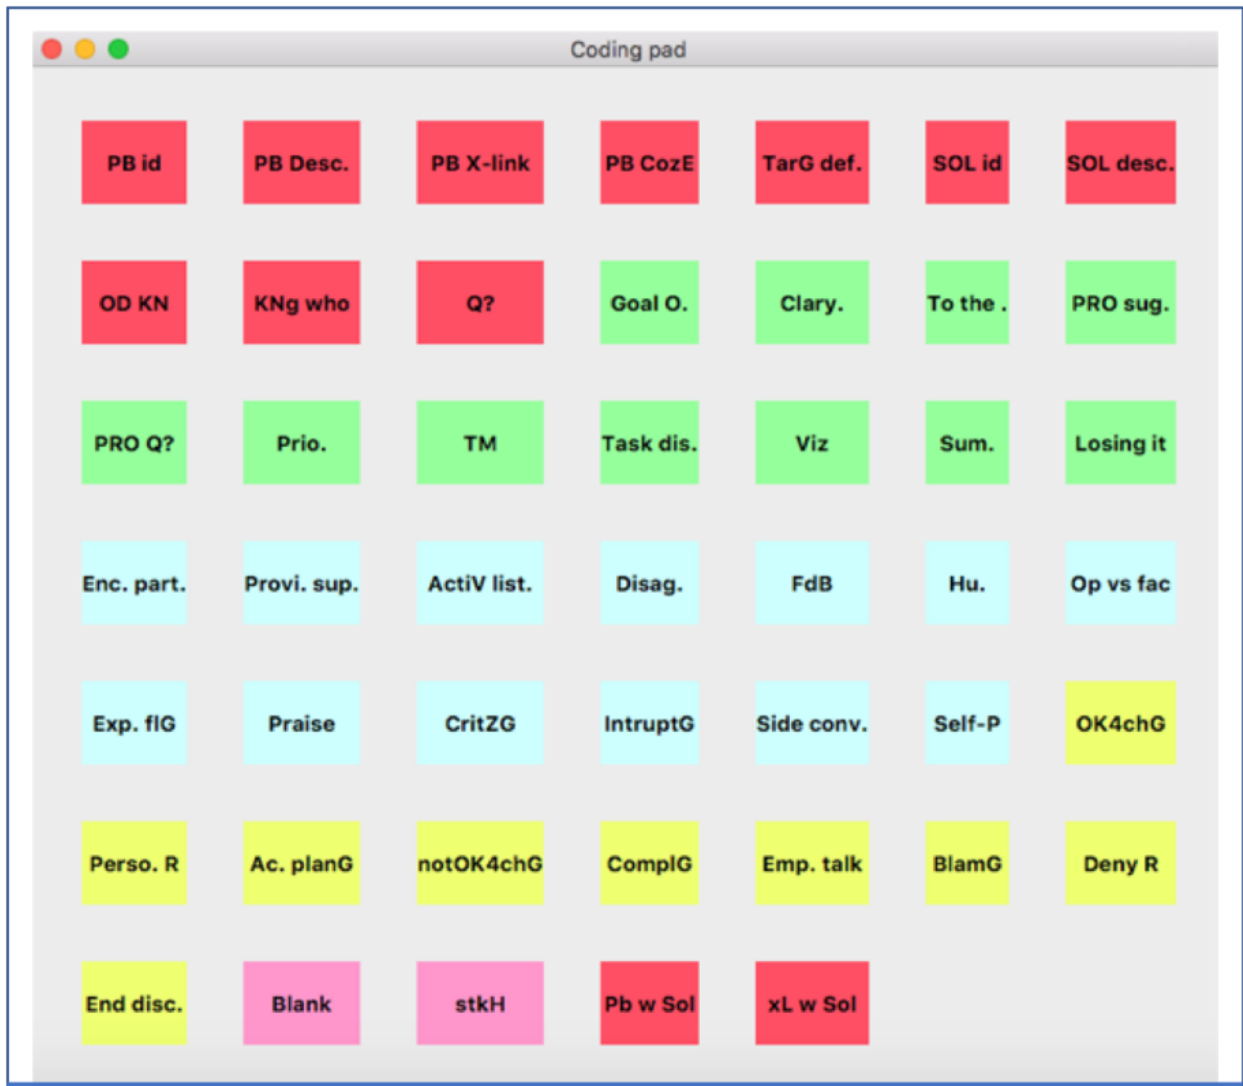 Coding pad
PB id PB Desc. PB X-link PB CozE TarG def. SOL id SOL desc.
OD KN KNg who Q? Goal O. Clary. To the . PRO sug.
PRO Q? Prio. TM Task dis. Viz Sum. Losing it
Enc. part. Provi. sup. ActiV list. Disag. FdB Hu. Op vs fac
Exp. flG Praise CritZG IntruptG Side conv. Self-P OK4chG
Perso. R Ac. planG notOK4chG ComplG Emp. talk BlamG Deny R
End disc. Blank stkH Pb w Sol xL w Sol